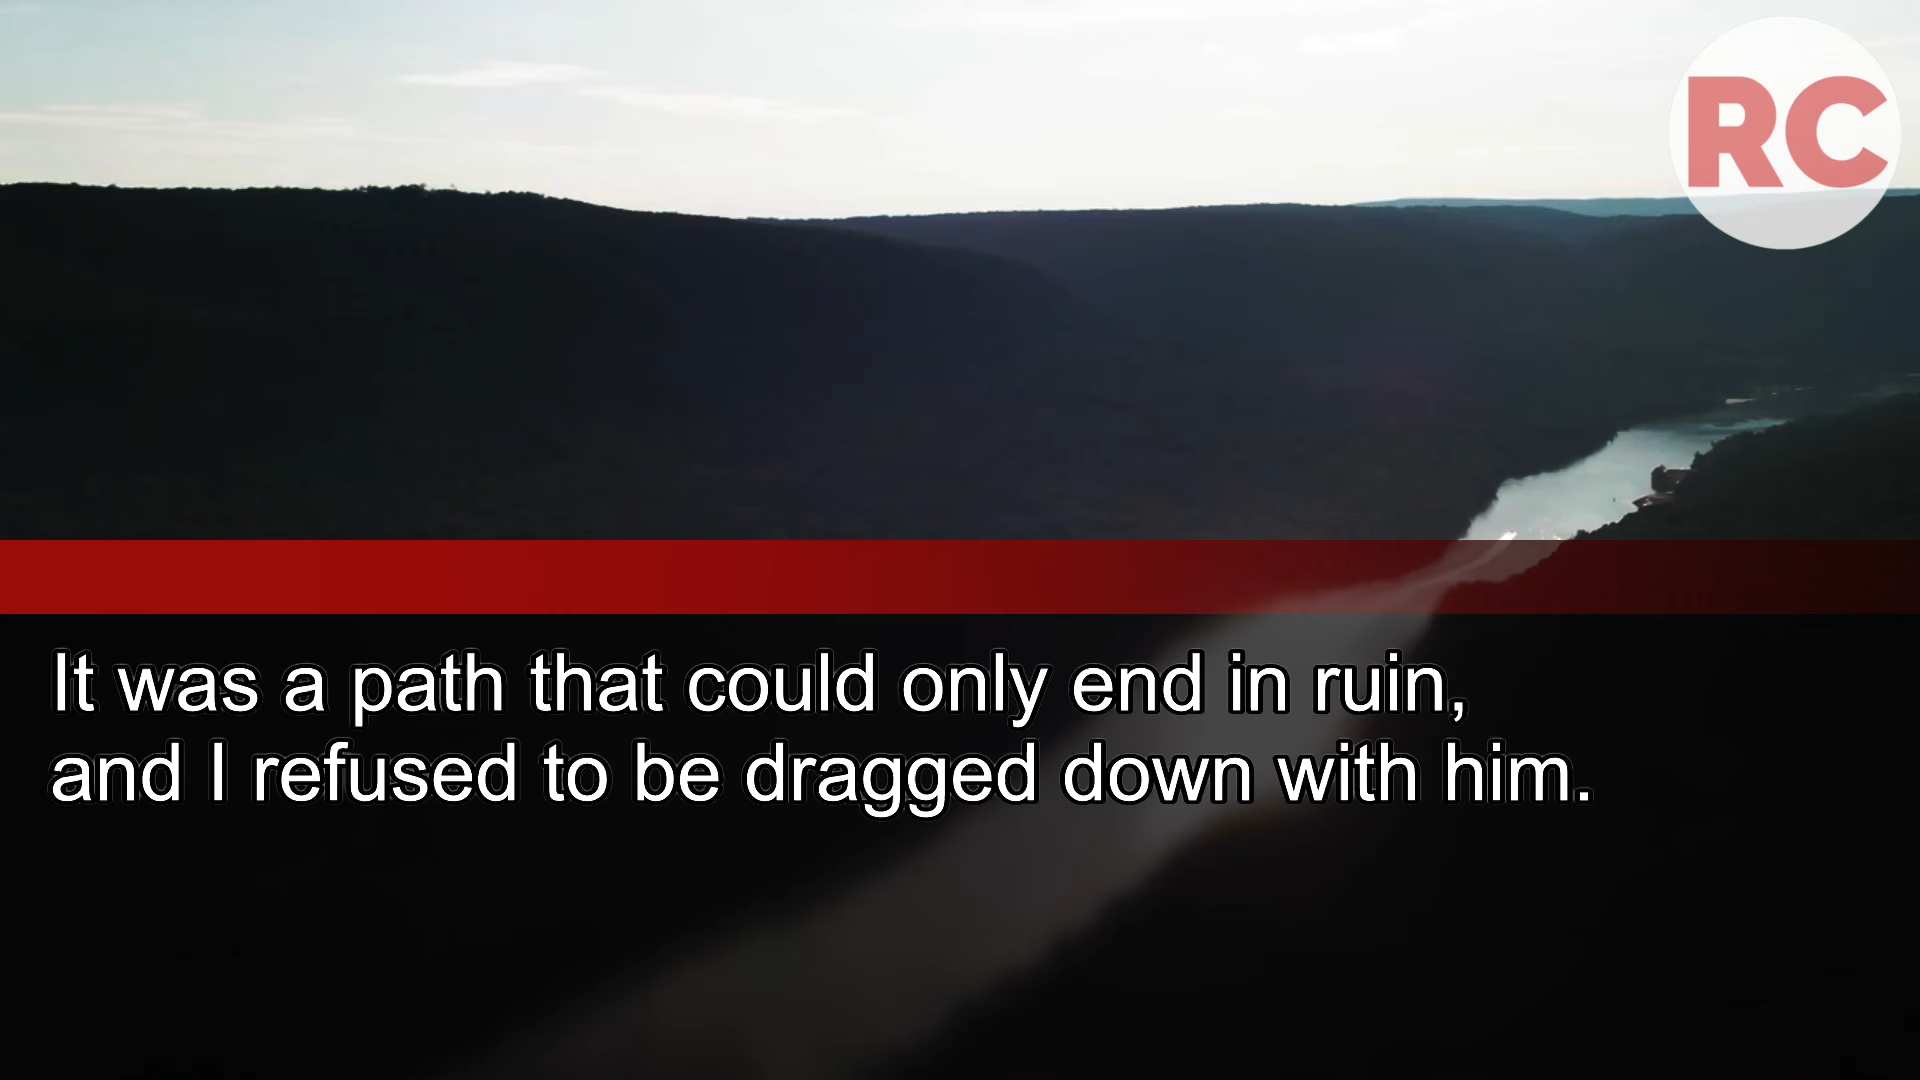 RC
It was a path that could only end in ruin,
and I refused to be dragged down with him.